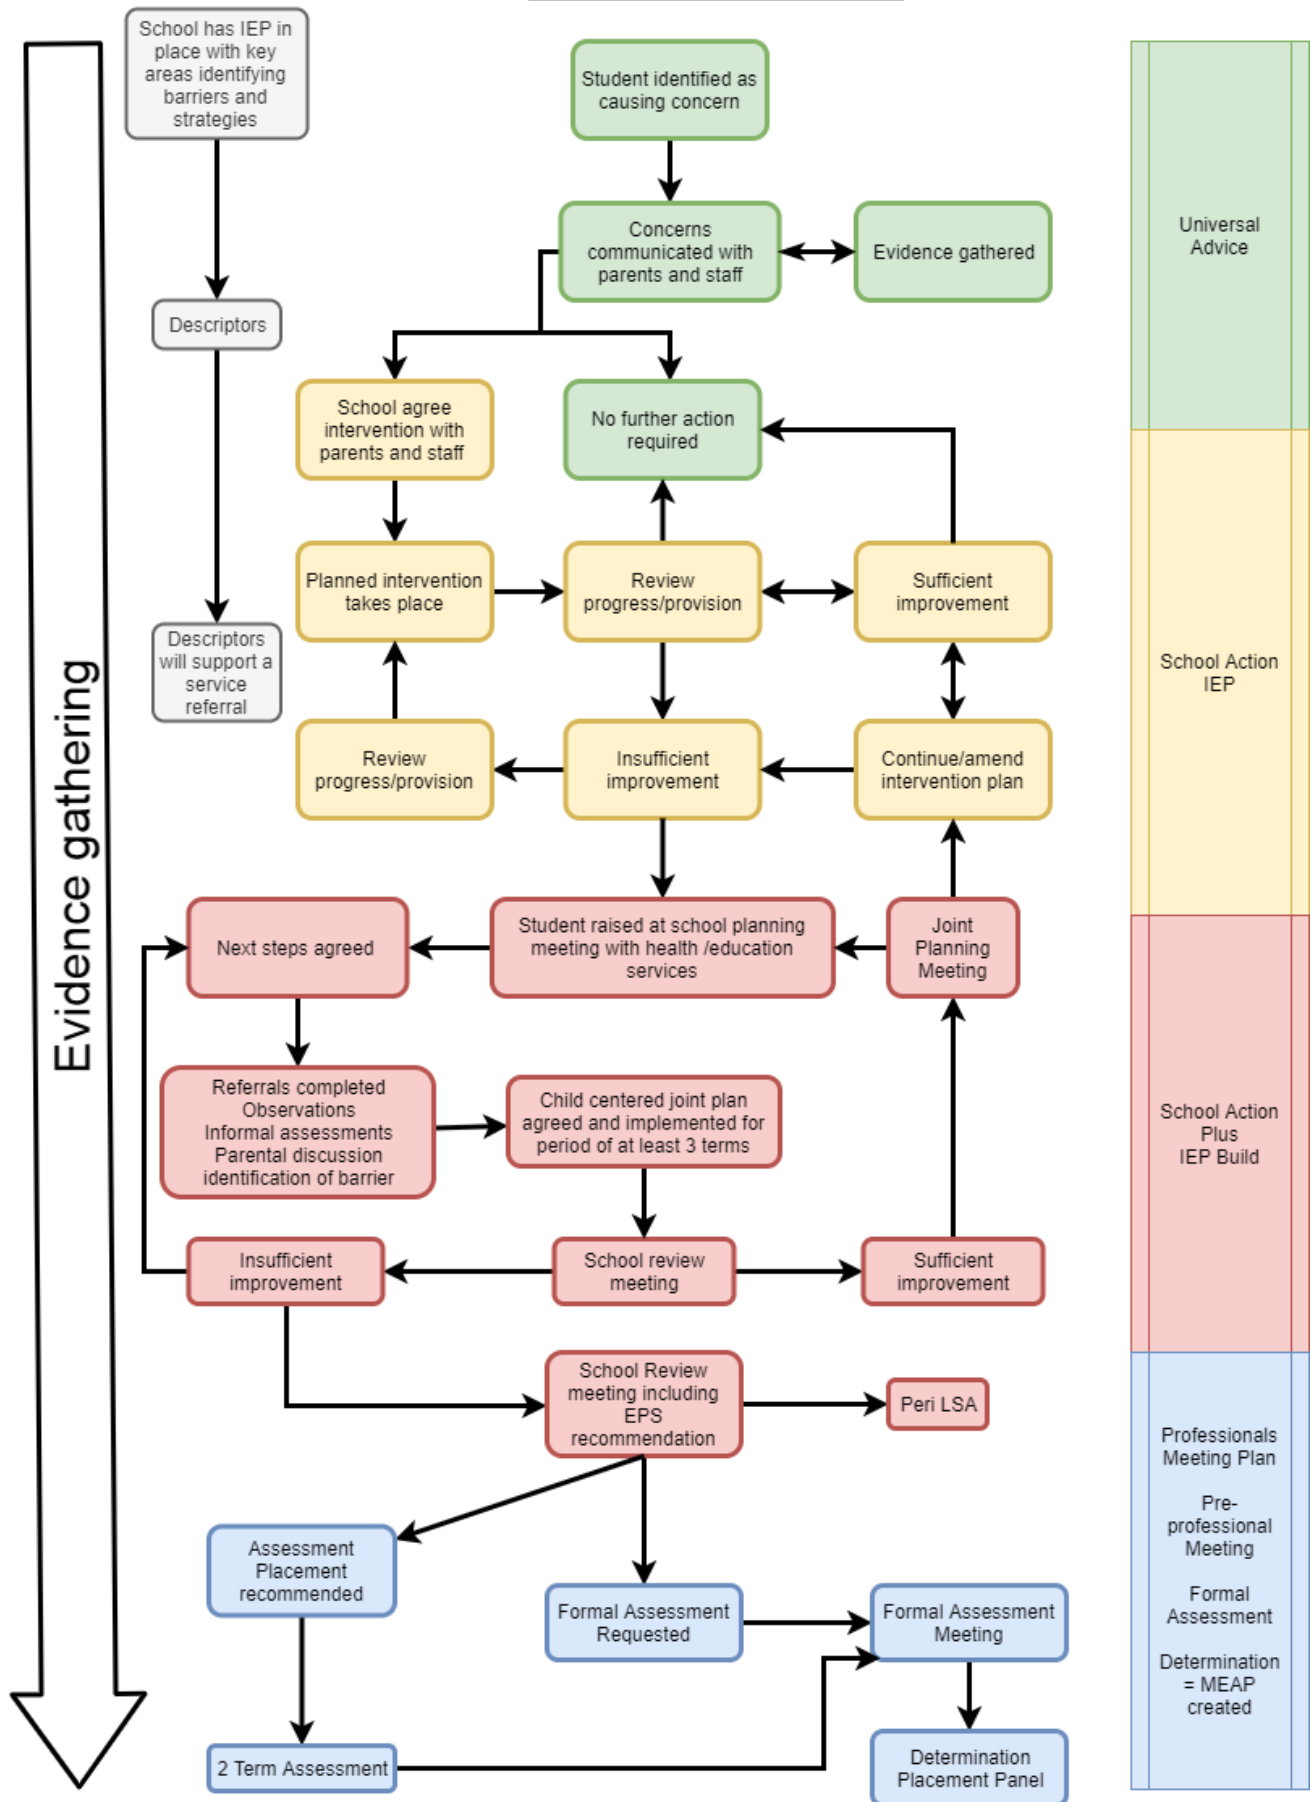 School has IEP in
place with key
areas identifying
barriers and
strategies
Student identified as
causing concern
Concerns
communicated with
parents and staff
Evidence gathered
Universal
Advice
Descriptors
School agree
intervention with
parents and staff
No further action
required
Planned intervention
takes place
Review
progress/provision
Sufficient
improvement
Descriptors
will support a
service
referral
School Action
IEP
Review
progress/provision
Insufficient
improvement
Continue/amend
intervention plan
Evidence gathering
Next steps agreed
Student raised at school planning
meeting with health /education
services
Joint
Planning
Meeting
Referrals completed
Observations
Informal assessments
Parental discussion
identification of barrier
Child centered joint plan
agreed and implemented for
period of at least 3 terms
School Action
Plus
IEP Build
Insufficient
improvement
School review
meeting
Sufficient
improvement
School Review
meeting including
EPS
recommendation
Peri LSA
Professionals
Meeting Plan
Pre-
professional
Meeting
Formal
Assessment
Determination
= MEAP
created
Assessment
Placement
recommended
Formal Assessment
Requested
Formal Assessment
Meeting
2 Term Assessment
Determination
Placement Panel